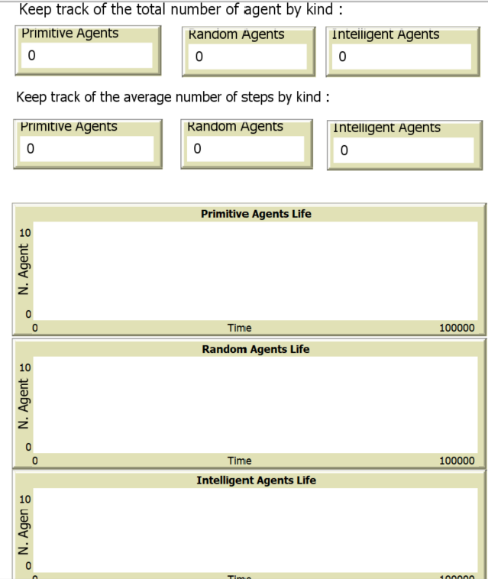 Keep track of the total number of agent by kind :
Primitive Agents Random Agents Intelligent Agents
0 0 0
Keep track of the average number of steps by kind :
Primitive Agents Random Agents Intelligent Agents
0 0 0
Primitive Agents Life
10
N. Agent
0
0 Time 100000
Random Agents Life
10
N. Agent
0
0 Time 100000
Intelligent Agents Life
10
N. Agen
0
0 Time 100000